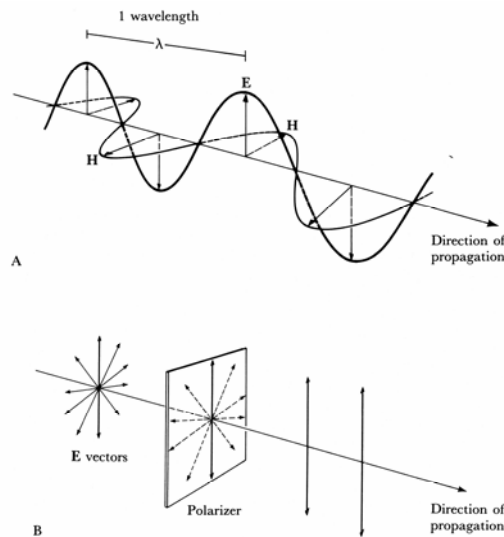 1 wavelength
λ
E
H
H
Direction of
propagation
A
E vectors
Polarizer
Direction of
propagation
B